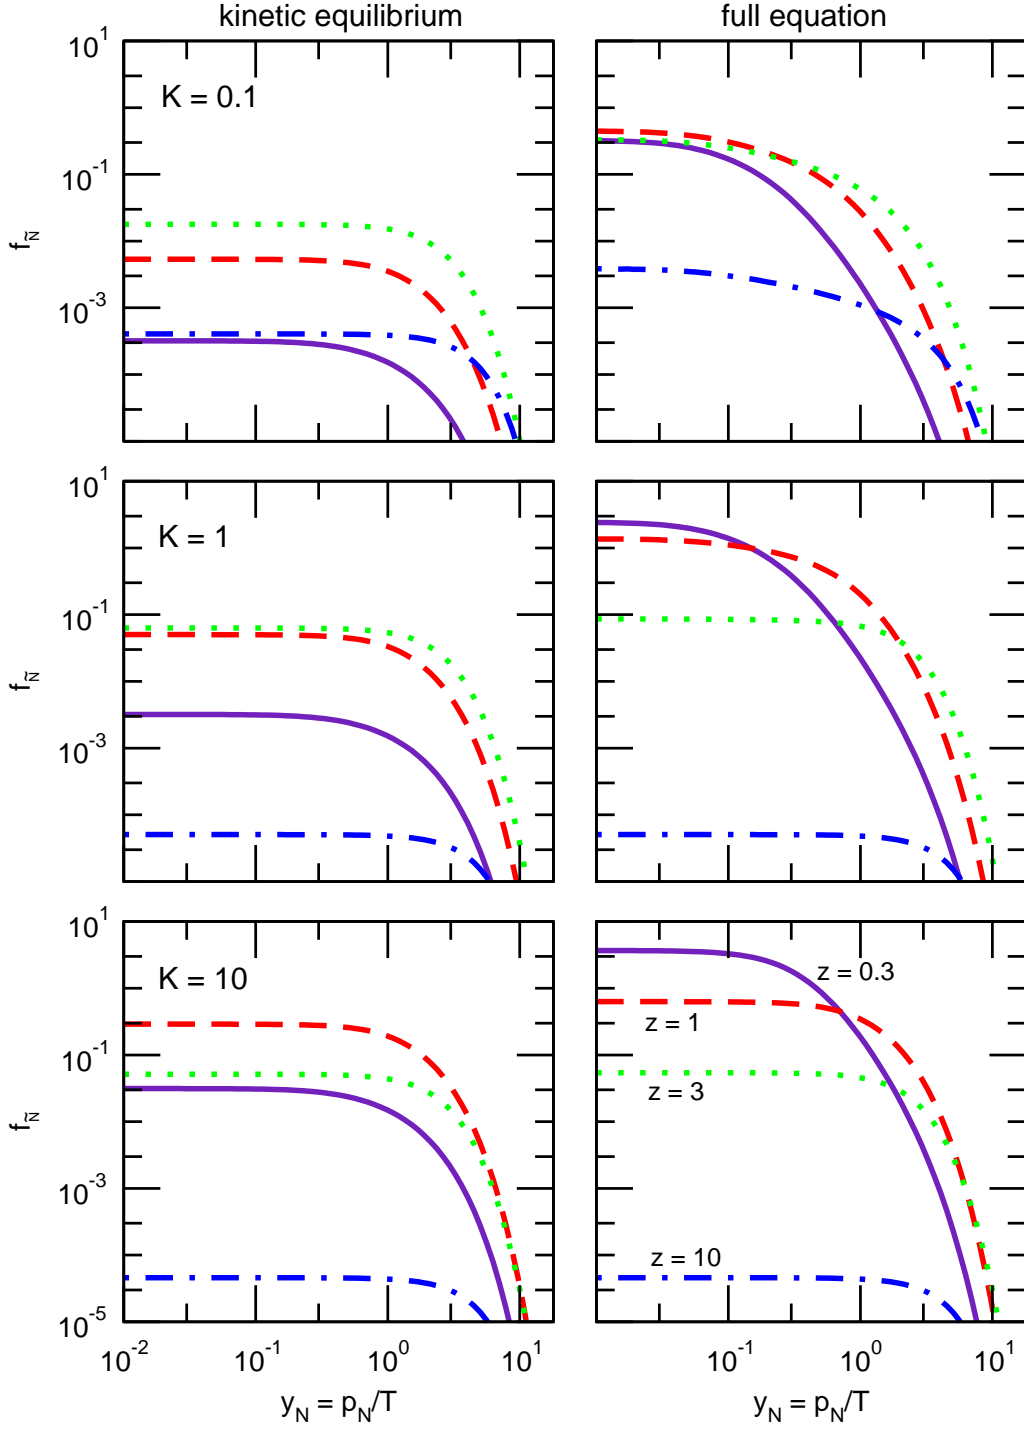 kinetic equilibrium full equation
10^1
K = 0.1
10^-1
f_Ñ
10^-3
10^1
K = 1
10^-1
f_Ñ
10^-3
10^1
K = 10
z = 0.3
z = 1
10^-1
z = 3
f_Ñ
10^-3
z = 10
10^-5
10^-2 10^-1 10^0 10^1 10^-1 10^0 10^1
y_N = p_N/T y_N = p_N/T